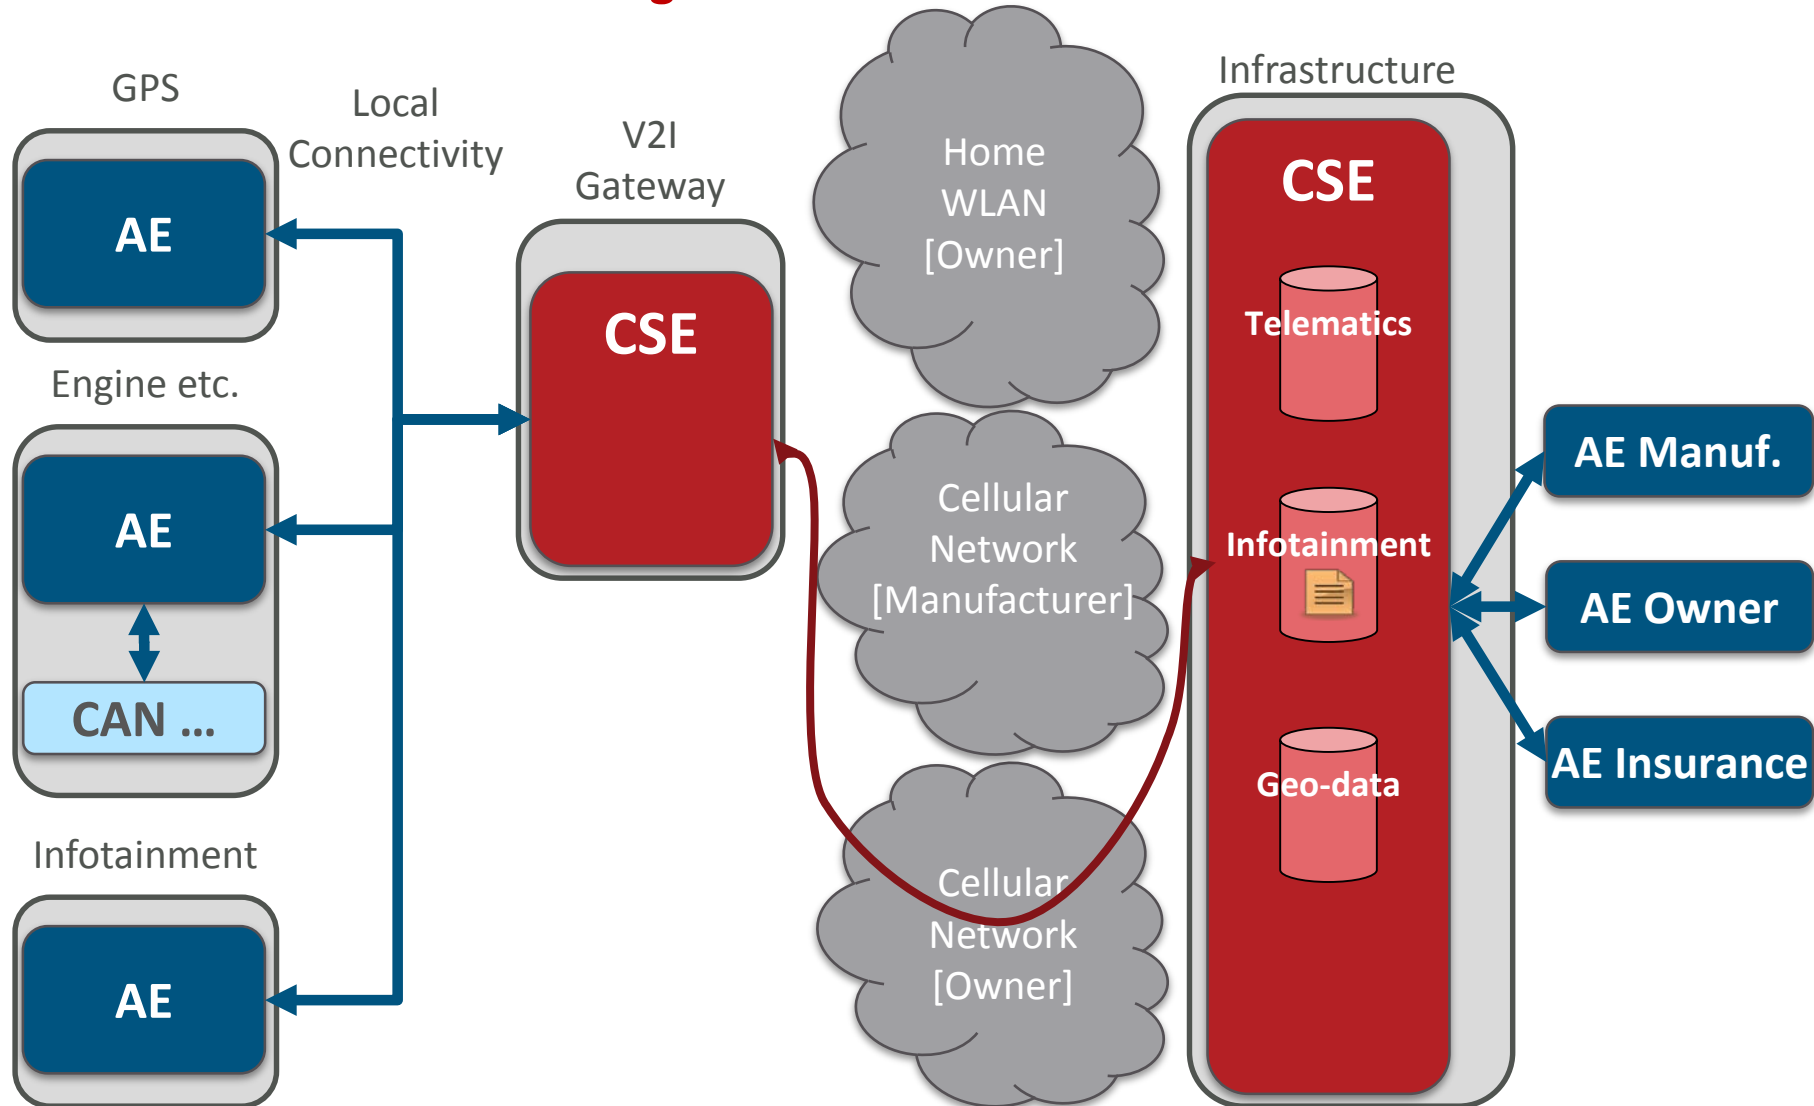 GPS
AE
Local
Connectivity
Engine etc.
AE
CAN ...
Infotainment
AE
V2I
Gateway
CSE
Home
WLAN
[Owner]
Cellular
Network
[Manufacturer]
Cellular
Network
[Owner]
Infrastructure
CSE
Telematics
Infotainment
Geo-data
AE Manuf.
AE Owner
AE Insurance